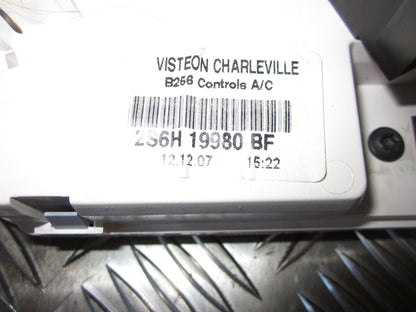 VISTEON CHARLEVILLE
B256 Controls A/C
2S6H 19980 BF
12.12.07 15:22